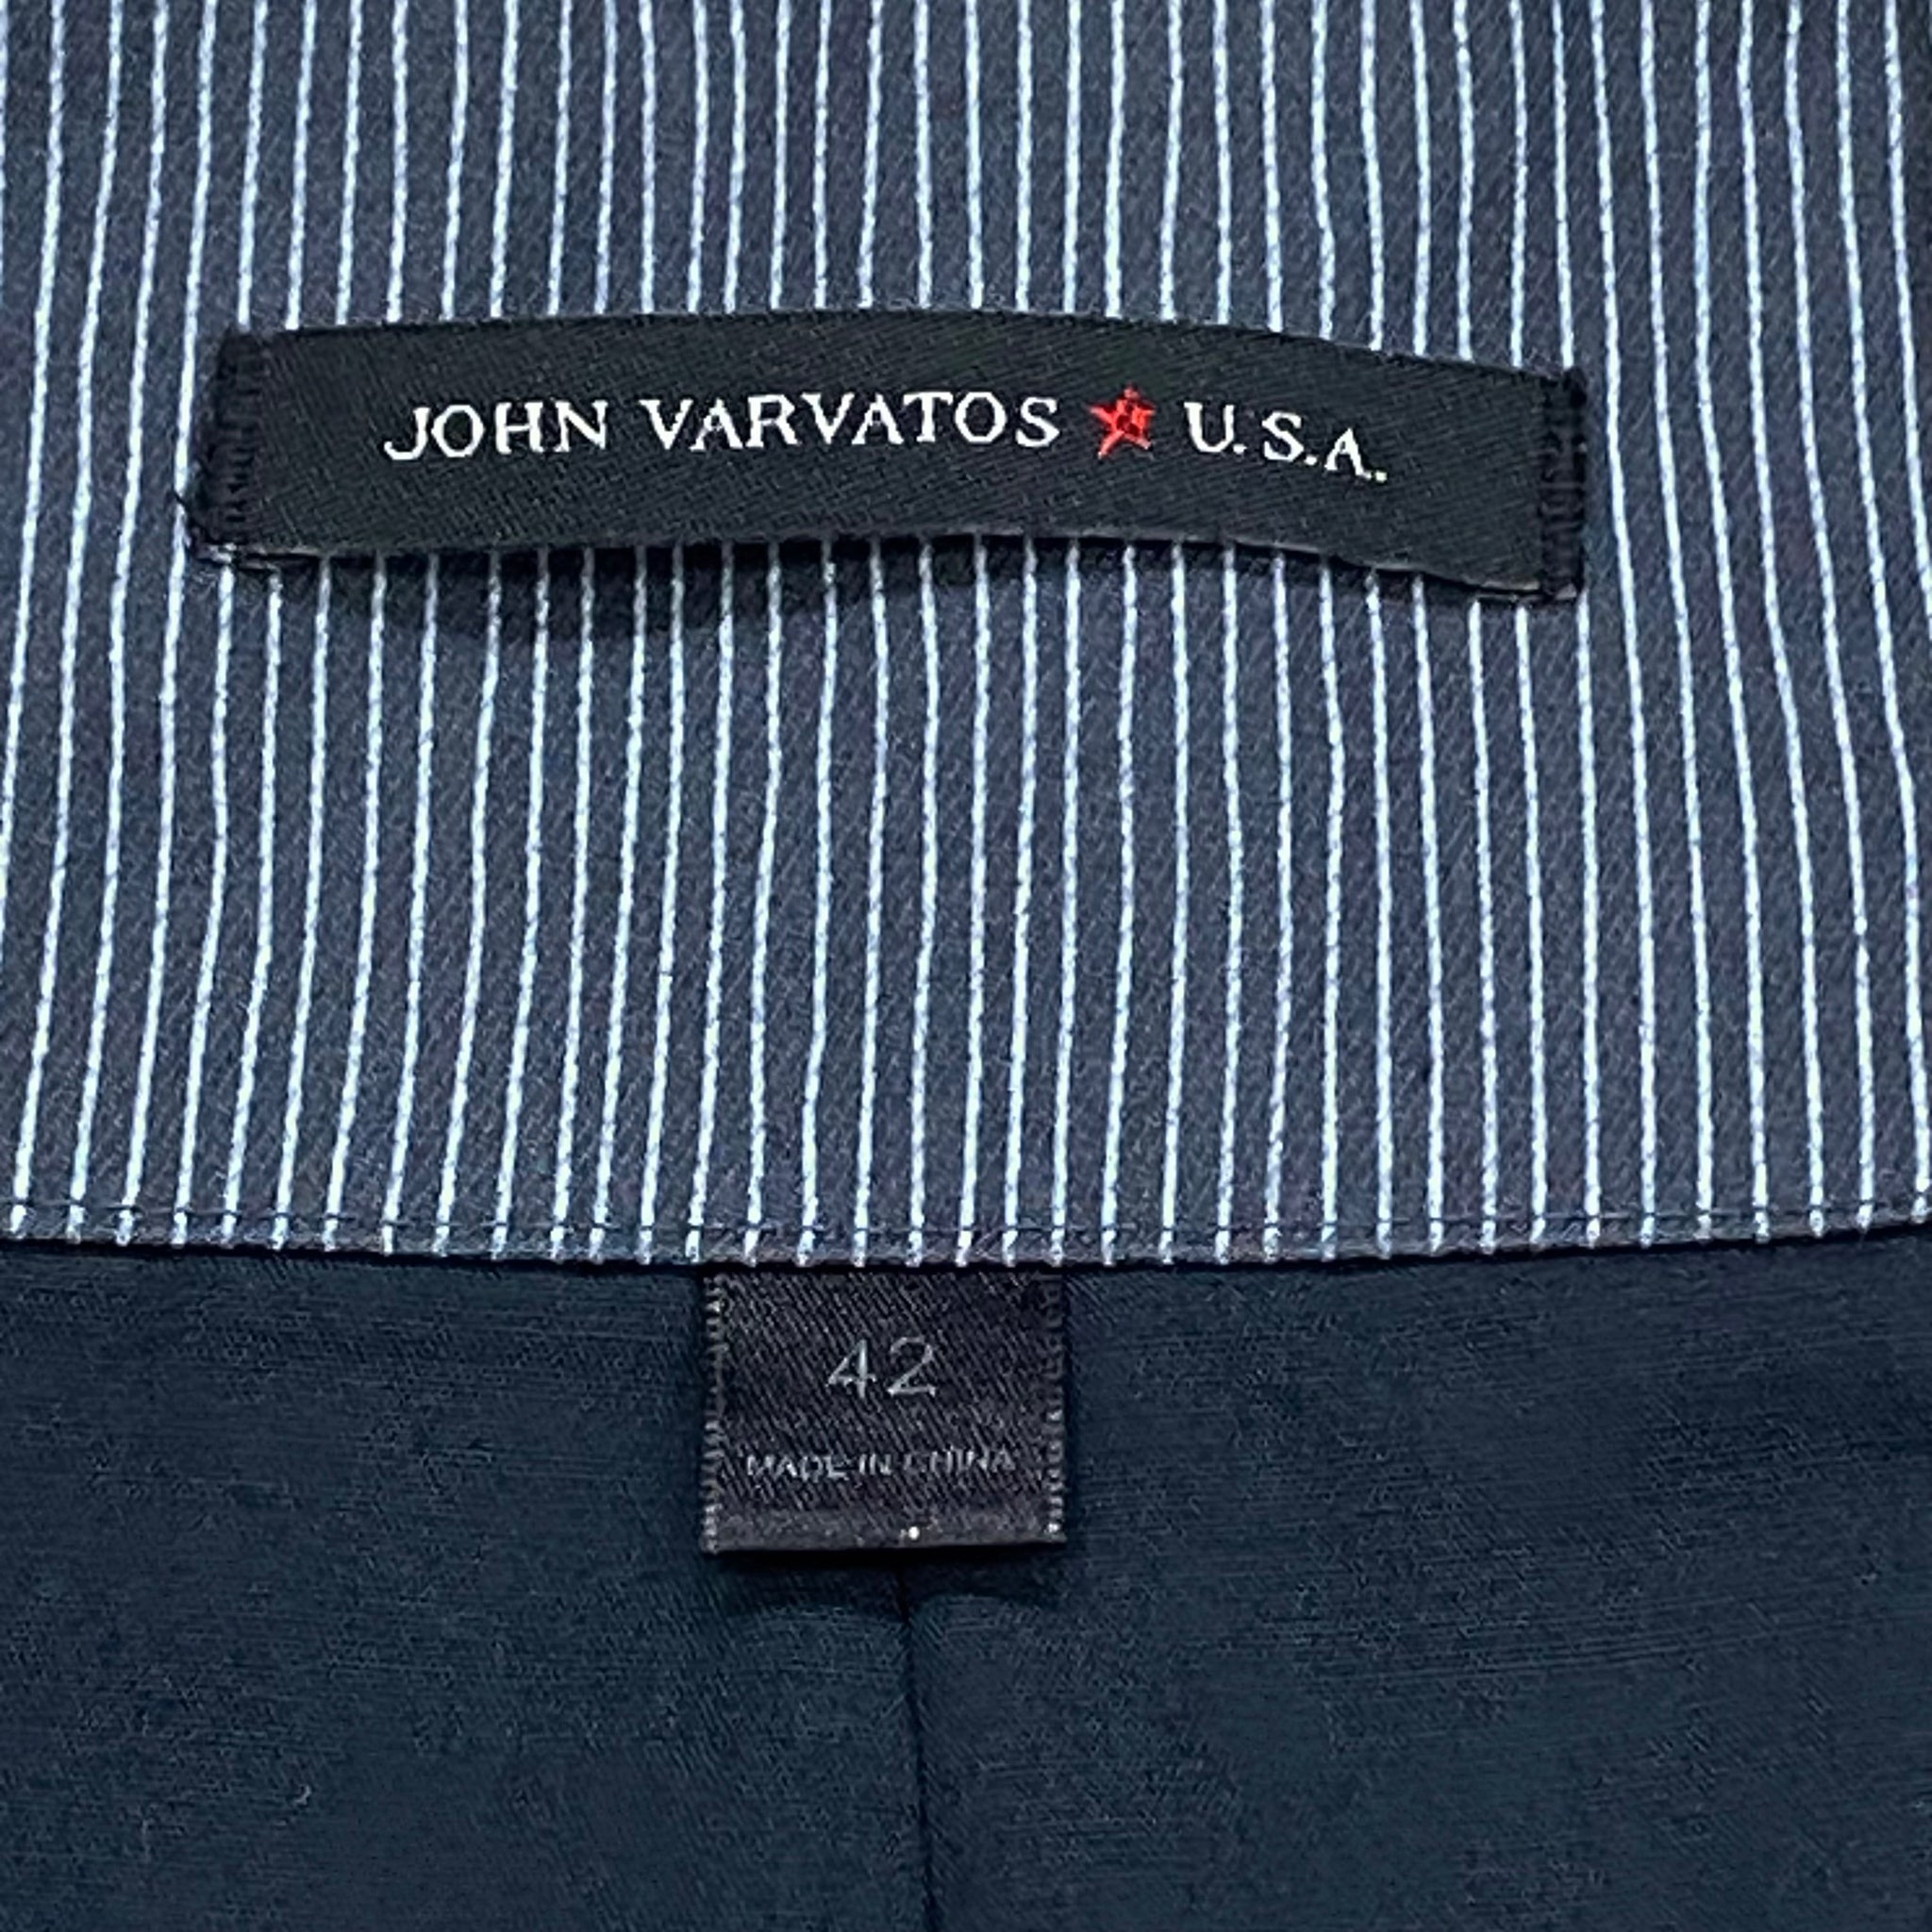 JOHN VARVATOS ★ U.S.A.
42
MADE IN CHINA